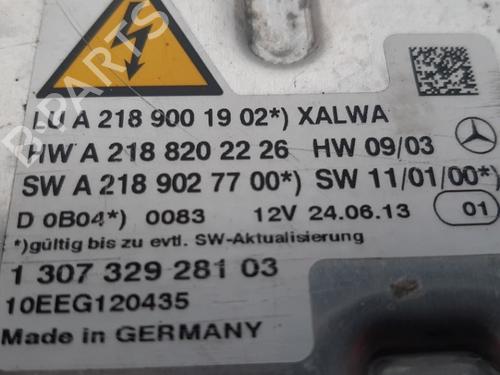 B-PARTS
LU A 218 900 19 02*) XALWA
HW A 218 820 22 26 HW 09/03
SW A 218 902 77 00*) SW 11/01/00*)
D 0B04*) 0083 12V 24.06.13 01
*)gültig bis zu evtl. SW-Aktualisierung
1 307 329 281 03
10EEG120435
Made in GERMANY